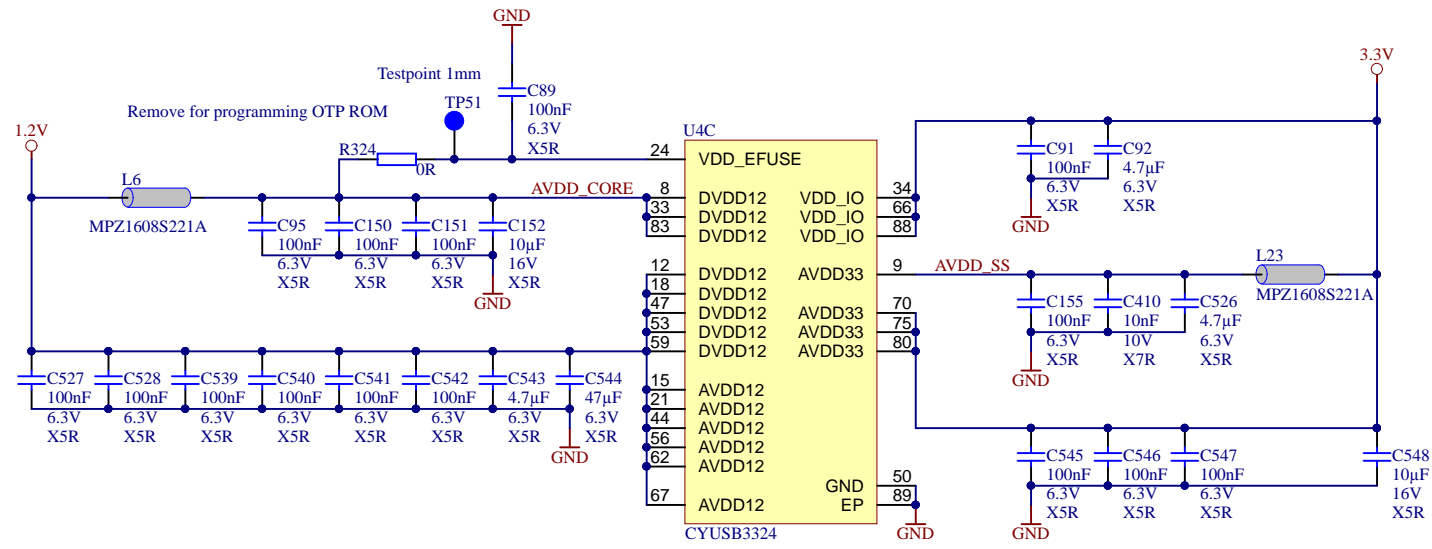 GND
3.3V
Testpoint 1mm
C89
100nF
6.3V
X5R
TP51
Remove for programming OTP ROM
1.2V
R324
0R
U4C
24
VDD_EFUSE
L6
MPZ1608S221A
AVDD_CORE
8
DVDD12
33
DVDD12
83
DVDD12
VDD_IO
34
VDD_IO
66
VDD_IO
88
C91
100nF
6.3V
X5R
C92
4.7µF
6.3V
X5R
GND
C95
100nF
6.3V
X5R
C150
100nF
6.3V
X5R
C151
100nF
6.3V
X5R
C152
10µF
16V
X5R
GND
12
DVDD12
18
DVDD12
47
DVDD12
53
DVDD12
59
DVDD12
AVDD33
9
AVDD_SS
L23
MPZ1608S221A
AVDD33
70
AVDD33
75
AVDD33
80
C155
100nF
6.3V
X5R
C410
10nF
10V
X7R
C526
4.7µF
6.3V
X5R
GND
C527
100nF
6.3V
X5R
C528
100nF
6.3V
X5R
C539
100nF
6.3V
X5R
C540
100nF
6.3V
X5R
C541
100nF
6.3V
X5R
C542
100nF
6.3V
X5R
C543
4.7µF
6.3V
X5R
C544
47µF
6.3V
X5R
GND
15
AVDD12
21
AVDD12
44
AVDD12
56
AVDD12
62
AVDD12
67
AVDD12
GND
50
EP
89
GND
C545
100nF
6.3V
X5R
C546
100nF
6.3V
X5R
C547
100nF
6.3V
X5R
C548
10µF
16V
X5R
GND
CYUSB3324